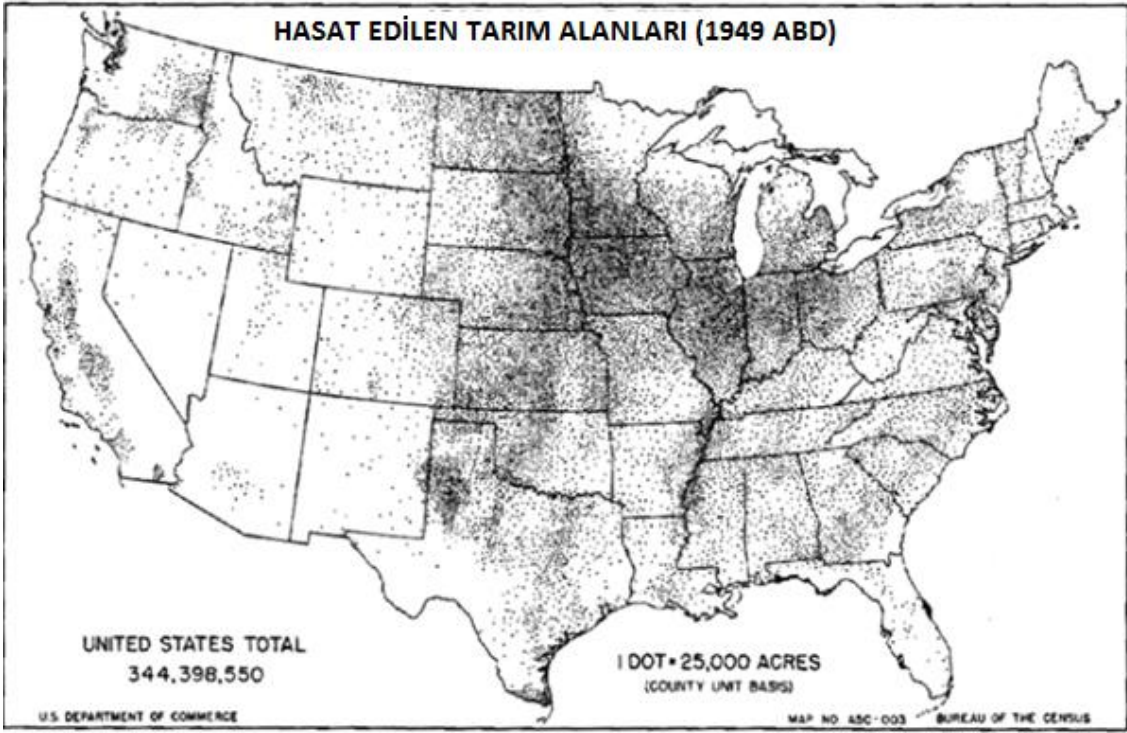 HASAT EDİLEN TARIM ALANLARI (1949 ABD)
UNITED STATES TOTAL
344,398,550
1 DOT = 25,000 ACRES
(COUNTY UNIT BASIS)
U.S. DEPARTMENT OF COMMERCE
MAP NO. A5C-003 BUREAU OF THE CENSUS